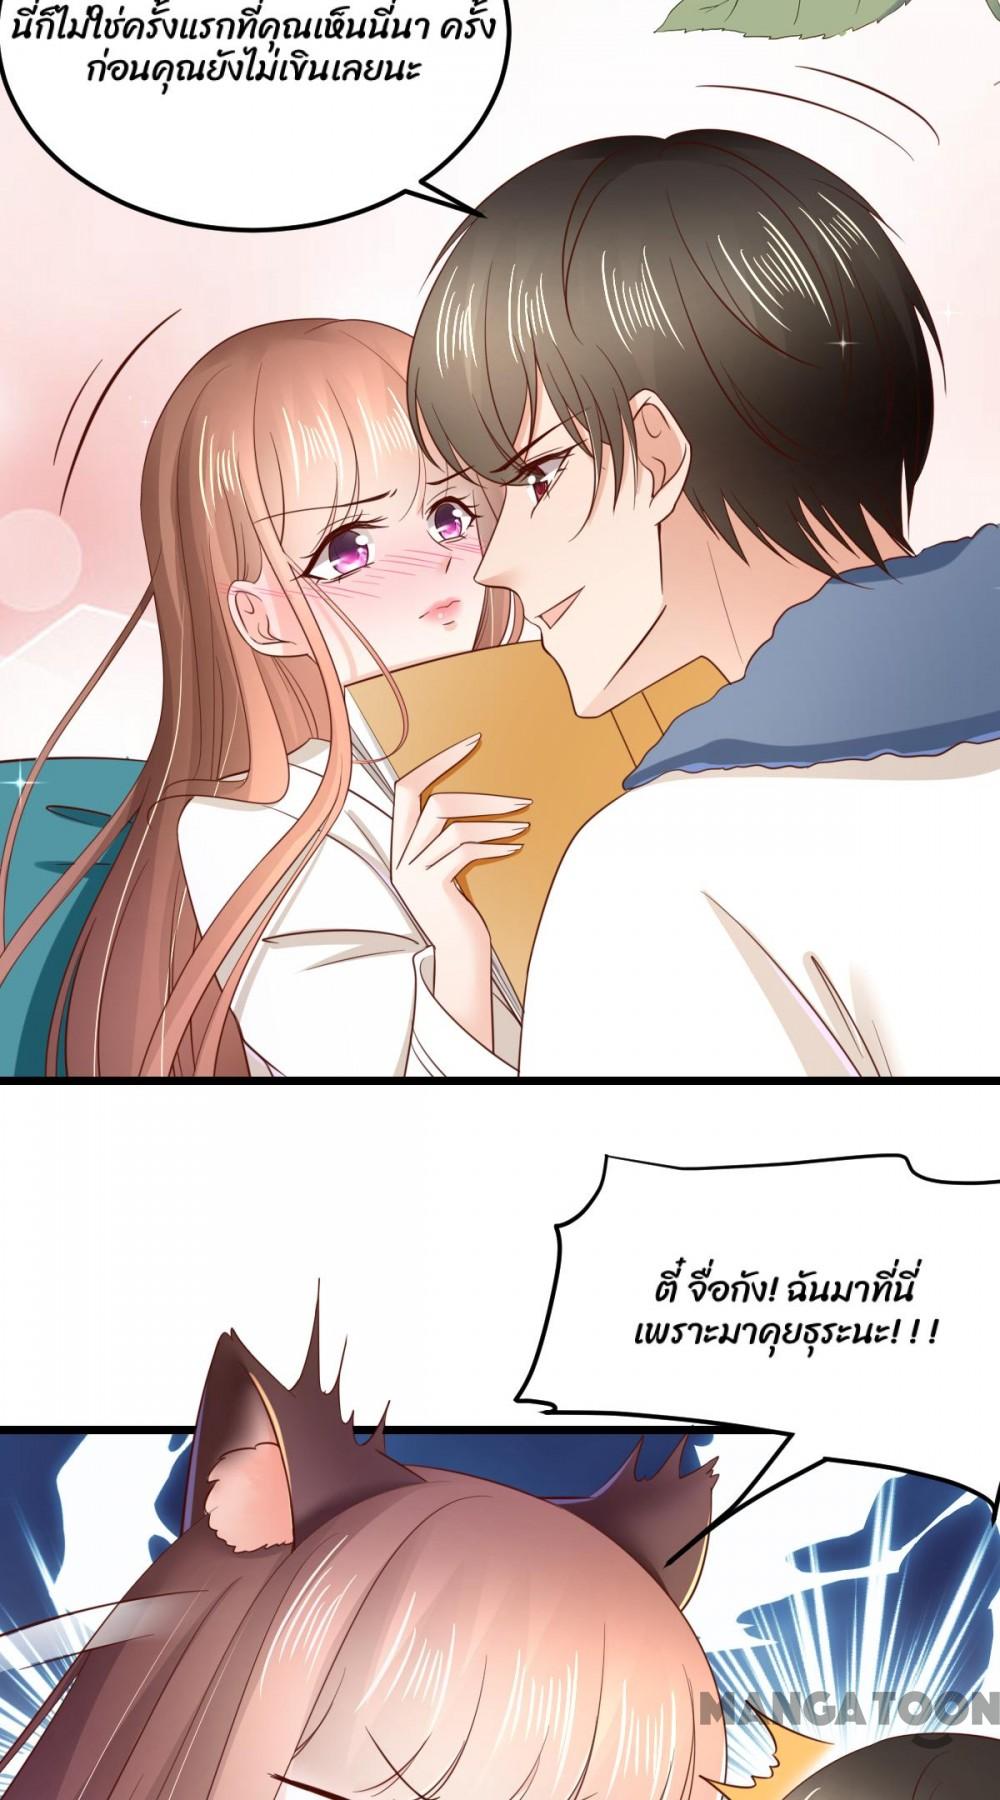 นี่ก็ไม่ใช่ครั้งแรกที่คุณเห็นนี่นา ครั้ง
ก่อนคุณยังไม่เขินเลยนะ
ตี๋ จื่อกัง! ฉันมาที่นี่
เพราะมาคุยธุระนะ!!!
MANGATOON